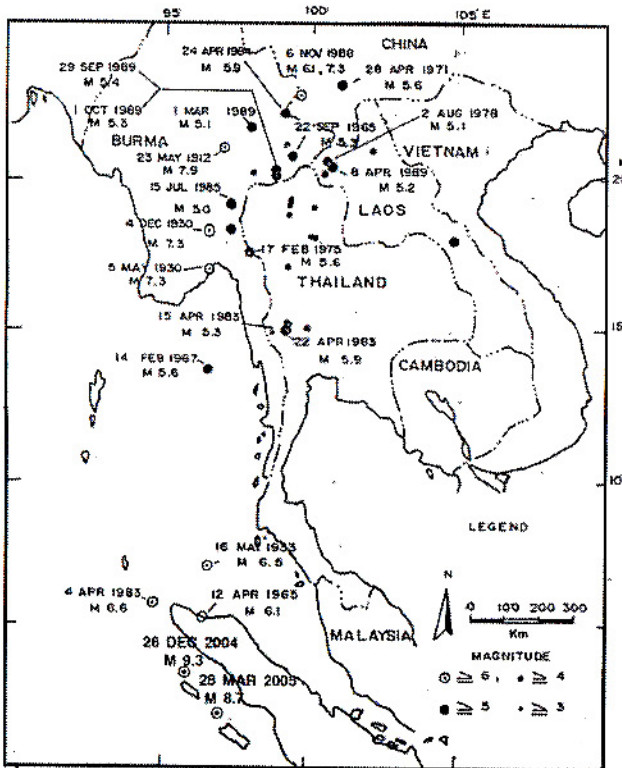 95
100
105 E
CHINA
24 APR 1984
M 5.9
6 NOV 1988
M 6.1, 7.3
28 APR 1971
M 5.6
29 SEP 1989
M 5.4
1 OCT 1989
M 5.3
1 MAR 1989
M 5.1
22 SEP 1965
M 5.3
2 AUG 1978
M 5.1
BURMA
VIETNAM
23 MAY 1912
M 7.9
8 APR 1989
M 5.2
20
15 JUL 1985
M 5.0
LAOS
4 DEC 1930
M 7.3
17 FEB 1975
M 5.6
5 MAY 1930
M 7.3
THAILAND
15 APR 1983
M 5.3
15
22 APR 1983
M 5.9
14 FEB 1967
M 5.6
CAMBODIA
10
LEGEND
16 MAY 1933
M 6.5
4 APR 1983
M 6.6
12 APR 1965
M 6.1
N
MALAYSIA
0 100 200 300
Km
26 DEC 2004
M 9.3
28 MAR 2005
M 8.7
MAGNITUDE
≧ 6, ≧ 4
≧ 5 ≧ 3